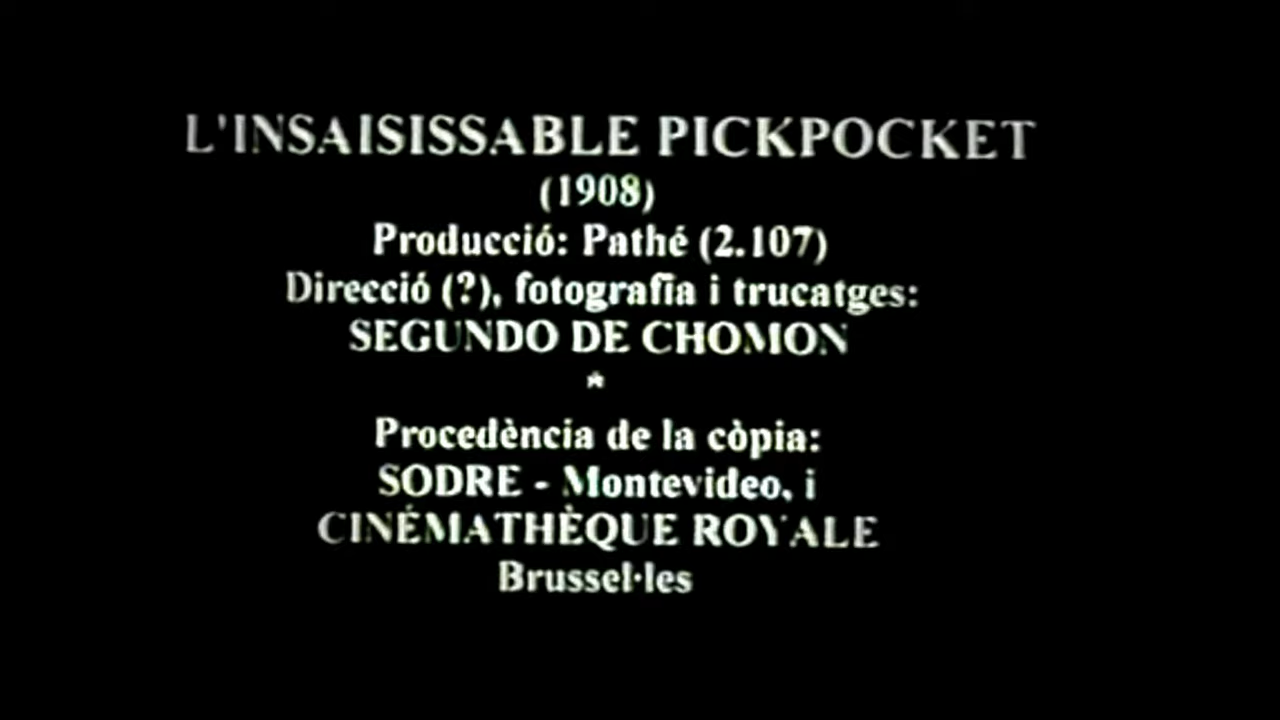 L'INSAISISSABLE PICKPOCKET
(1908)
Producció: Pathé (2.107)
Direcció (?), fotografia i trucatges:
SEGUNDO DE CHOMON
*
Procedència de la còpia:
SODRE - Montevideo, i
CINÉMATHÈQUE ROYALE
Brussel·les